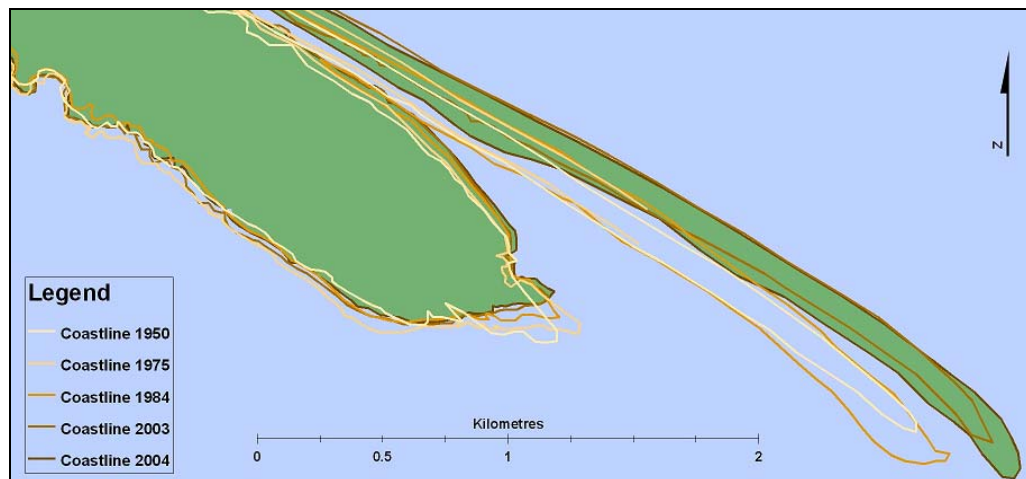 N
Legend
Coastline 1950
Coastline 1975
Coastline 1984
Coastline 2003
Coastline 2004
Kilometres
0 0.5 1 2